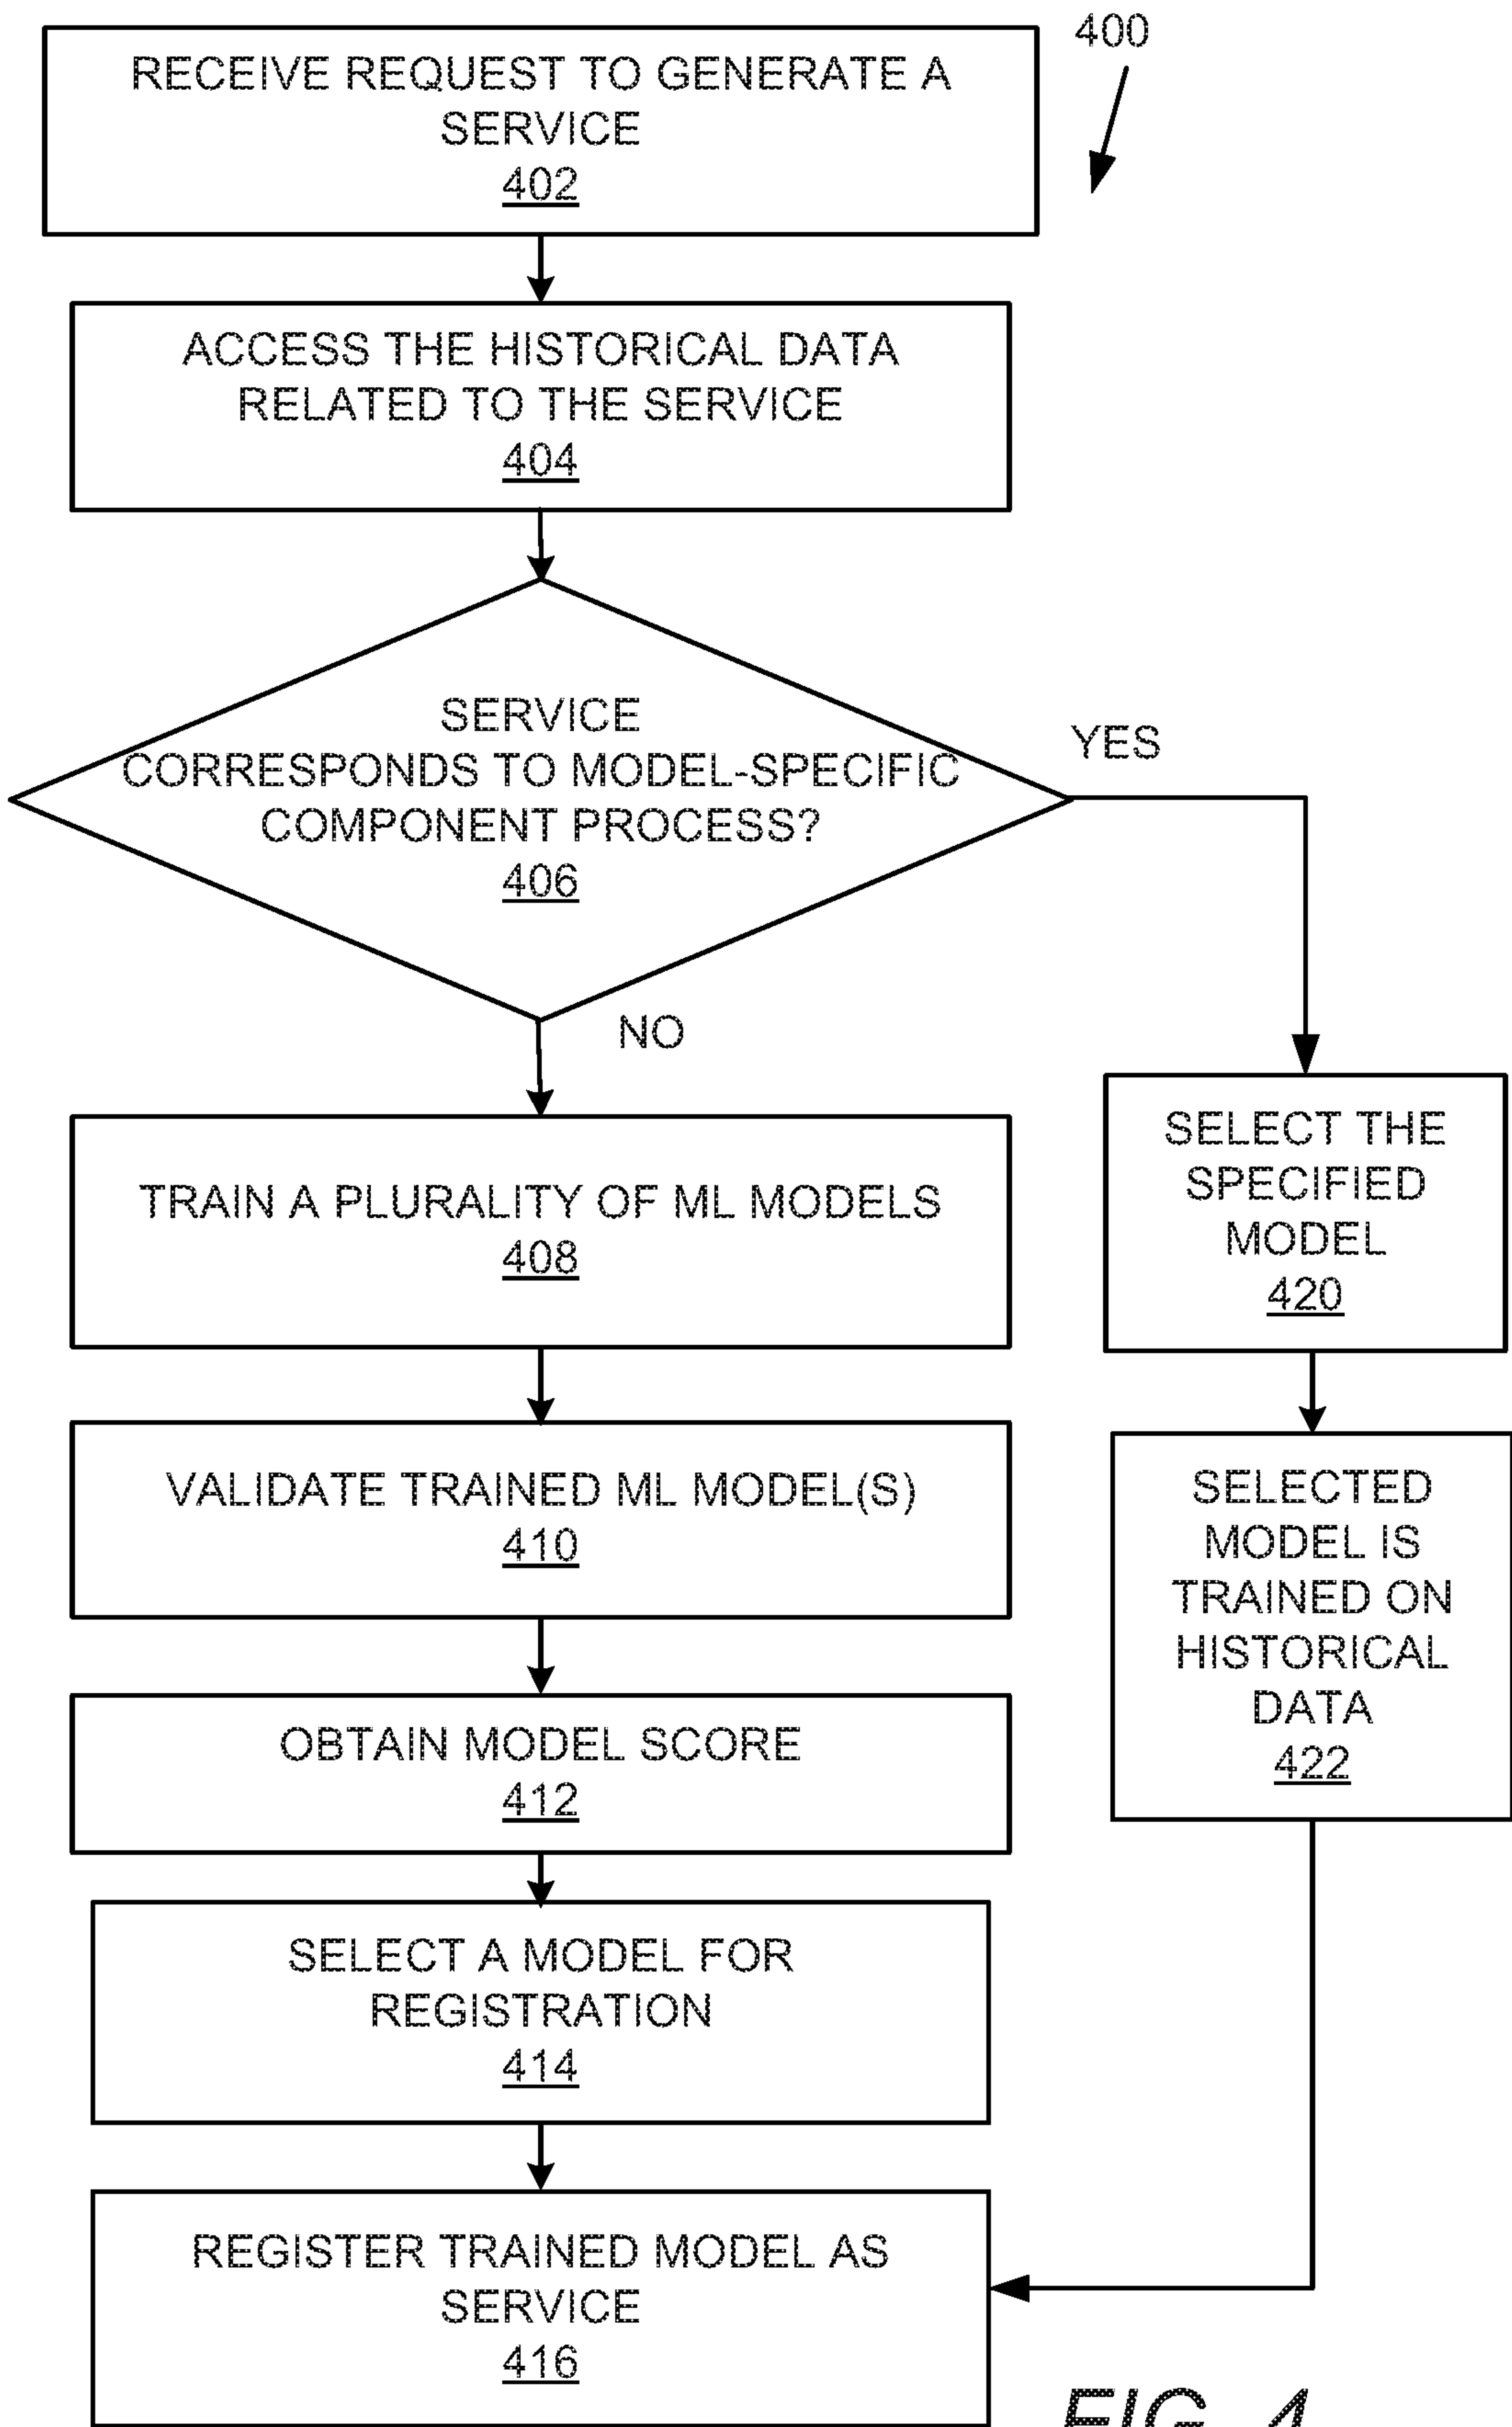 400
RECEIVE REQUEST TO GENERATE A
SERVICE
402
ACCESS THE HISTORICAL DATA
RELATED TO THE SERVICE
404
SERVICE
CORRESPONDS TO MODEL-SPECIFIC
COMPONENT PROCESS?
406
YES
NO
TRAIN A PLURALITY OF ML MODELS
408
VALIDATE TRAINED ML MODEL(S)
410
OBTAIN MODEL SCORE
412
SELECT A MODEL FOR
REGISTRATION
414
SELECT THE
SPECIFIED
MODEL
420
SELECTED
MODEL IS
TRAINED ON
HISTORICAL
DATA
422
REGISTER TRAINED MODEL AS
SERVICE
416
FIG. 4